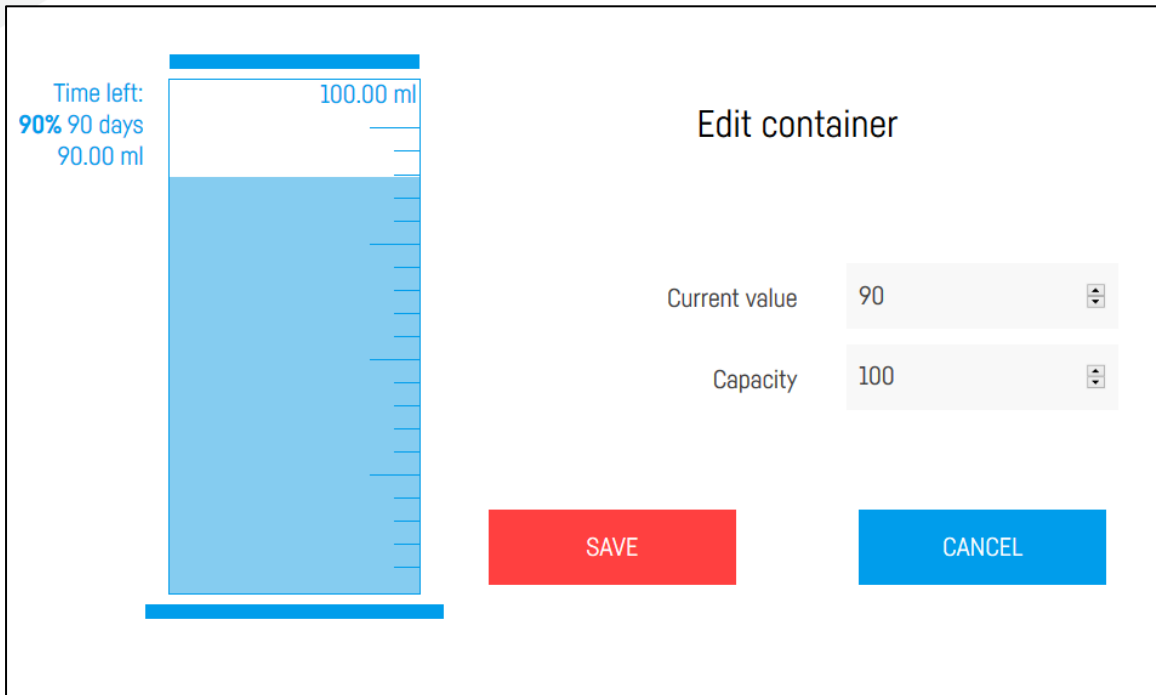 Time left:
90% 90 days
90.00 ml
100.00 ml
Edit container
Current value 90
Capacity 100
SAVE CANCEL